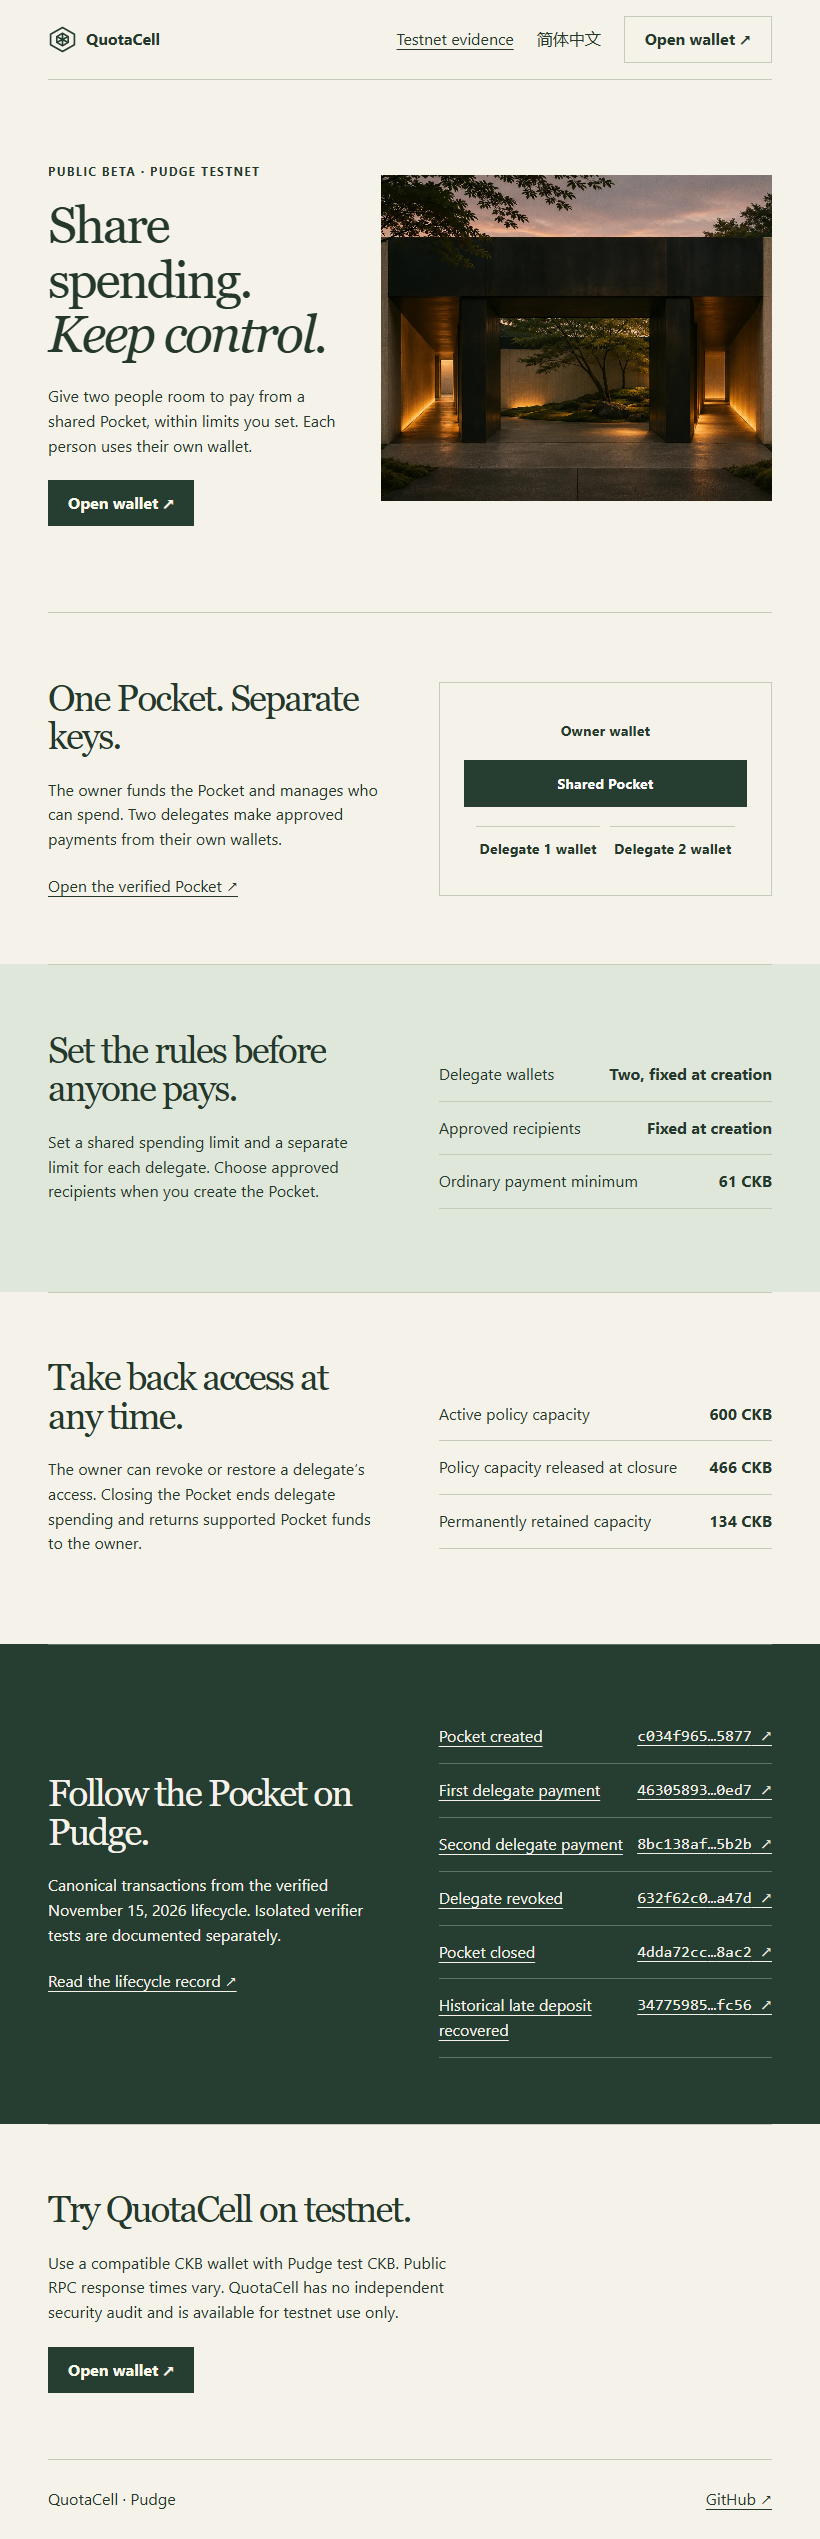 QuotaCell
Testnet evidence
简体中文
Open wallet ↗
PUBLIC BETA · PUDGE TESTNET
Share
spending.
Keep control.
Give two people room to pay from a
shared Pocket, within limits you set. Each
person uses their own wallet.
Open wallet ↗
One Pocket. Separate
keys.
The owner funds the Pocket and manages who
can spend. Two delegates make approved
payments from their own wallets.
Open the verified Pocket ↗
Owner wallet
Shared Pocket
Delegate 1 wallet
Delegate 2 wallet
Set the rules before
anyone pays.
Set a shared spending limit and a separate
limit for each delegate. Choose approved
recipients when you create the Pocket.
Delegate wallets Two, fixed at creation
Approved recipients Fixed at creation
Ordinary payment minimum 61 CKB
Take back access at
any time.
The owner can revoke or restore a delegate’s
access. Closing the Pocket ends delegate
spending and returns supported Pocket funds
to the owner.
Active policy capacity 600 CKB
Policy capacity released at closure 466 CKB
Permanently retained capacity 134 CKB
Follow the Pocket on
Pudge.
Canonical transactions from the verified
November 15, 2026 lifecycle. Isolated verifier
tests are documented separately.
Read the lifecycle record ↗
Pocket created c034f965…5877 ↗
First delegate payment 46305893…0ed7 ↗
Second delegate payment 8bc138af…5b2b ↗
Delegate revoked 632f62c0…a47d ↗
Pocket closed 4dda72cc…8ac2 ↗
Historical late deposit 34775985…fc56 ↗
recovered
Try QuotaCell on testnet.
Use a compatible CKB wallet with Pudge test CKB. Public
RPC response times vary. QuotaCell has no independent
security audit and is available for testnet use only.
Open wallet ↗
QuotaCell · Pudge
GitHub ↗